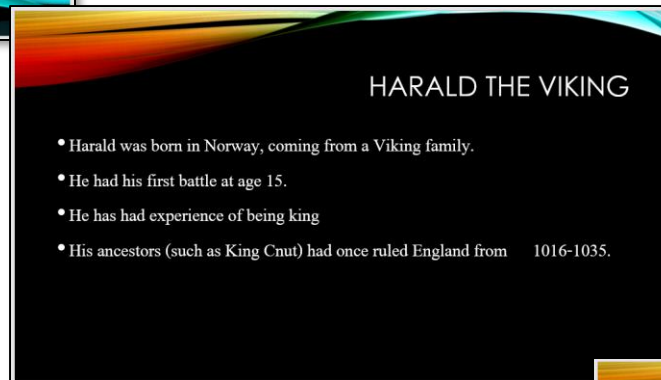 HARALD THE VIKING
• Harald was born in Norway, coming from a Viking family.
• He had his first battle at age 15.
• He has had experience of being king
• His ancestors (such as King Cnut) had once ruled England from 1016-1035.